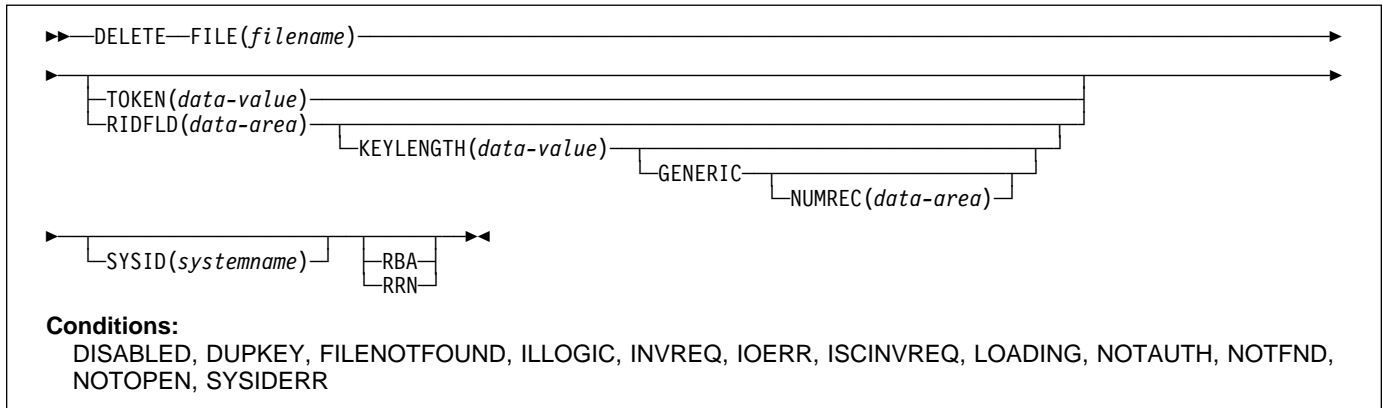 DELETE FILE(filename)
TOKEN(data-value)
RIDFLD(data-area)
KEYLENGTH(data-value)
GENERIC
NUMREC(data-area)
SYSID(systemname) RBA
RRN
Conditions:
DISABLED, DUPKEY, FILENOTFOUND, ILLOGIC, INVREQ, IOERR, ISCINVREQ, LOADING, NOTAUTH, NOTFND,
NOTOPEN, SYSIDERR